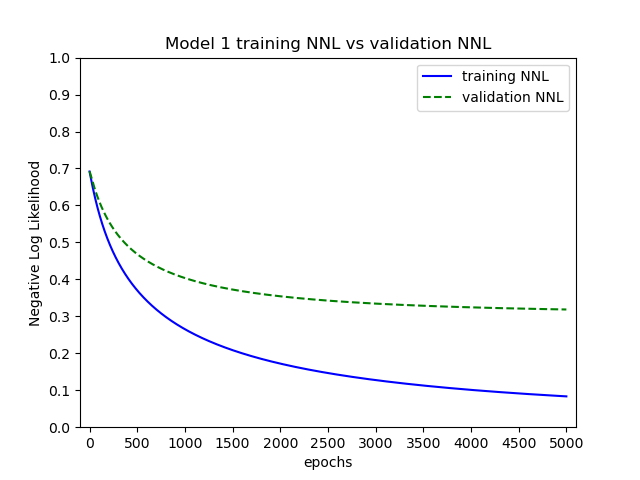 Model 1 training NNL vs validation NNL
training NNL
validation NNL
Negative Log Likelihood
1.0
0.9
0.8
0.7
0.6
0.5
0.4
0.3
0.2
0.1
0.0
0 500 1000 1500 2000 2500 3000 3500 4000 4500 5000
epochs